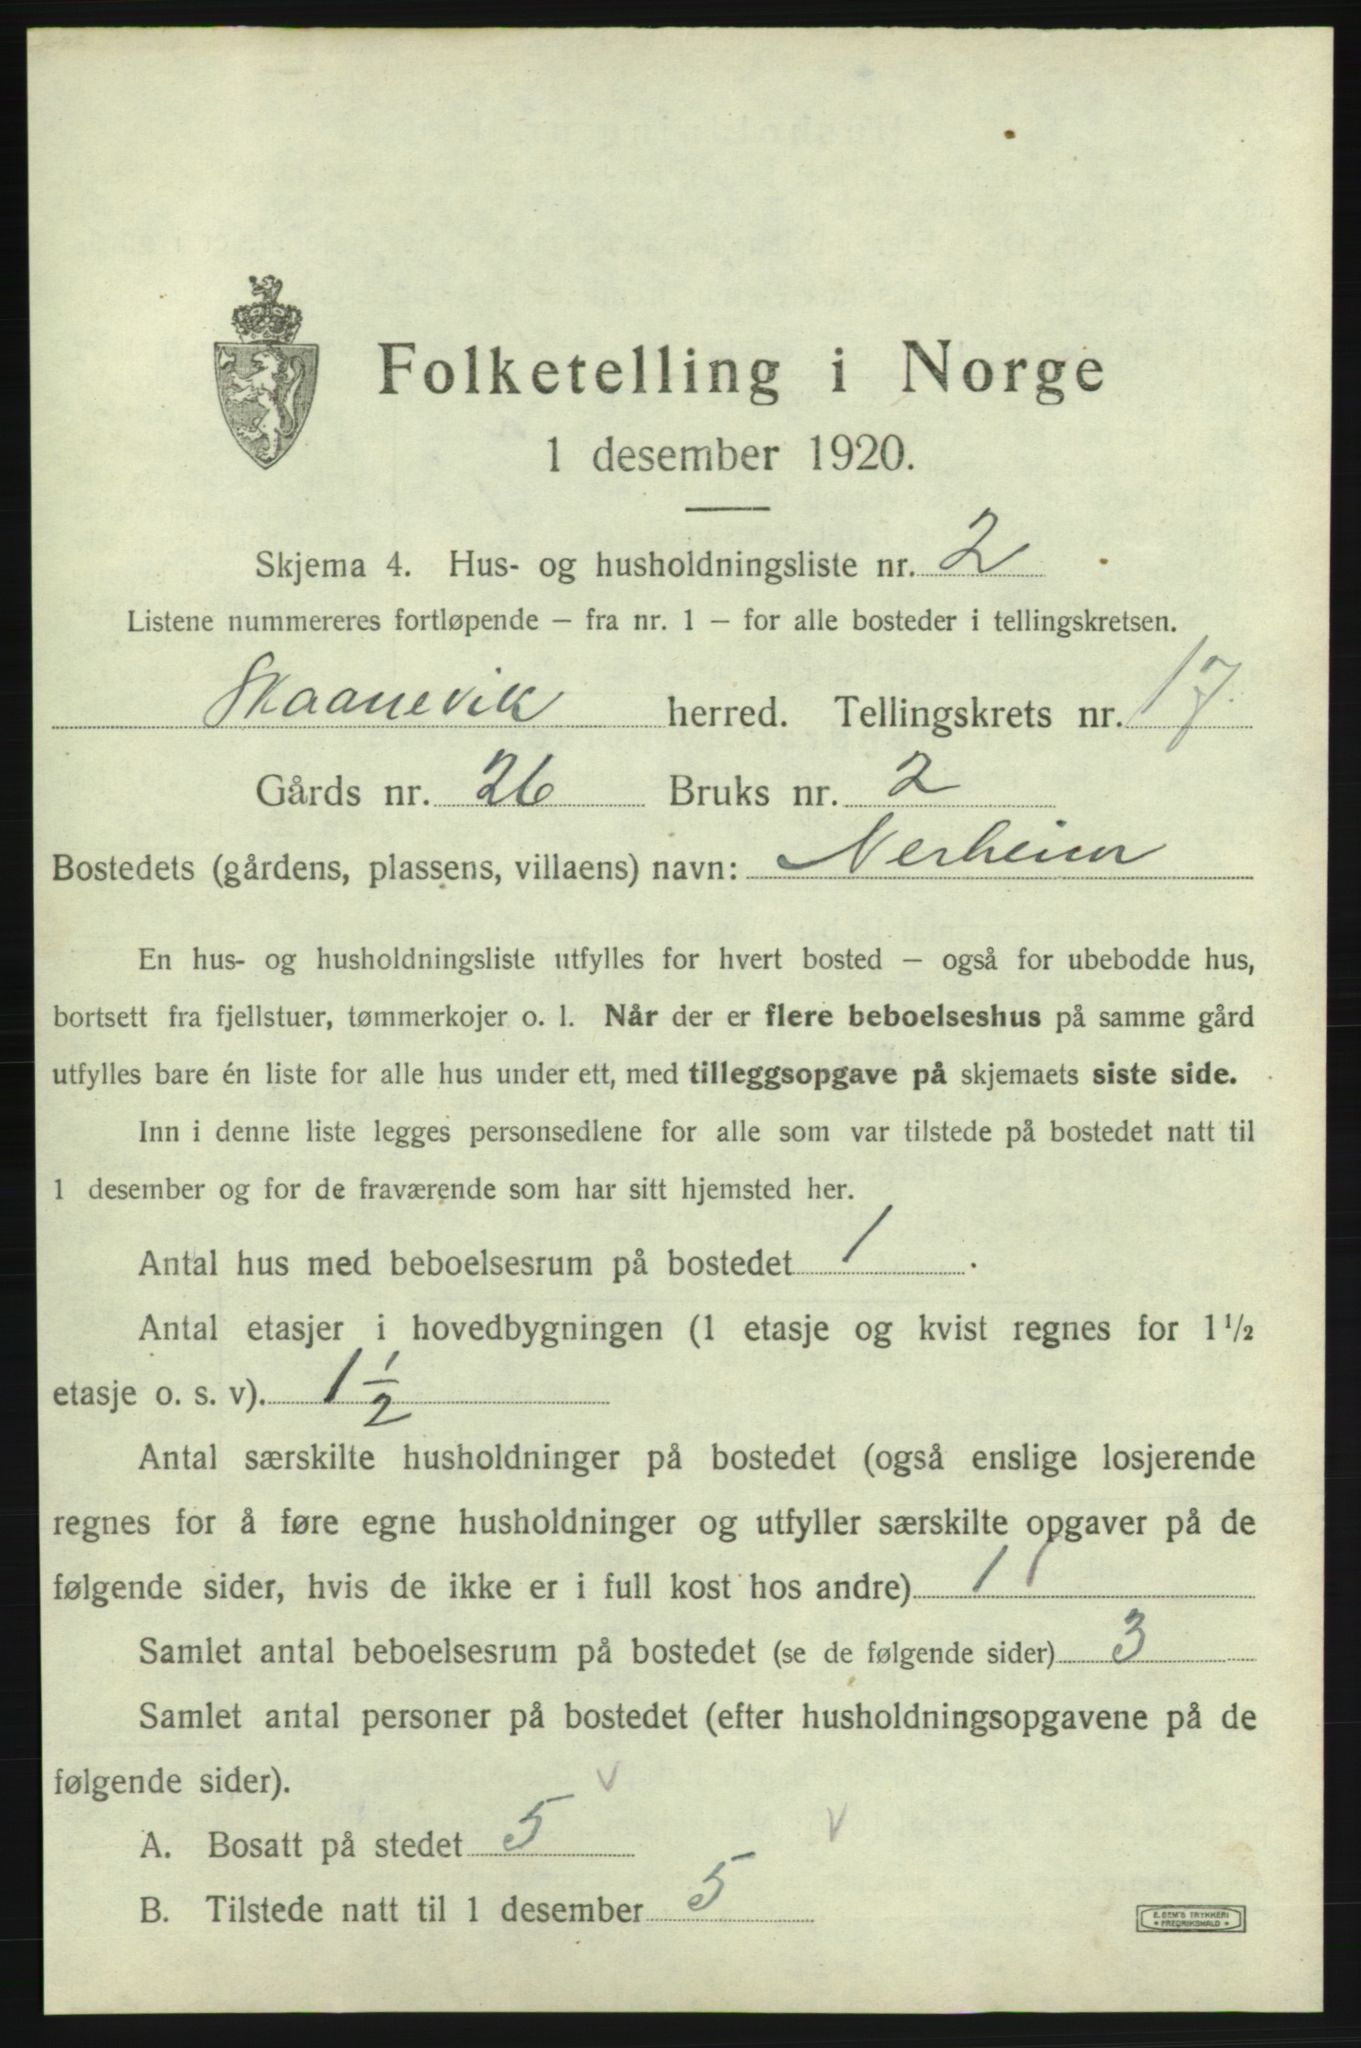 Folketelling i Norge
1 desember 1920.
Skjema 4. Hus- og husholdningsliste nr. 2
Listene nummereres fortløpende – fra nr. 1 – for alle bosteder i tellingskretsen.
Skaanevik herred. Tellingskrets nr. 17
Gårds nr. 26 Bruks nr. 2
Bostedets (gårdens, plassens, villaens) navn: Nerheim
En hus- og husholdningsliste utfylles for hvert bosted – også for ubebodde hus,
bortsett fra fjellstuer, tømmerkojer o. l. Når der er flere beboelseshus på samme gård
utfylles bare én liste for alle hus under ett, med tilleggsopgave på skjemaets siste side.
Inn i denne liste legges personsedlene for alle som var tilstede på bostedet natt til
1 desember og for de fraværende som har sitt hjemsted her.
Antal hus med beboelsesrum på bostedet 1.
Antal etasjer i hovedbygningen (1 etasje og kvist regnes for 1 1/2
etasje o. s. v). 1 1/2
Antal særskilte husholdninger på bostedet (også enslige losjerende
regnes for å føre egne husholdninger og utfyller særskilte opgaver på de
følgende sider, hvis de ikke er i full kost hos andre) 1 1
Samlet antal beboelsesrum på bostedet (se de følgende sider) 3
Samlet antal personer på bostedet (efter husholdningsopgavene på de
følgende sider). v
A. Bosatt på stedet 5 v
B. Tilstede natt til 1 desember 5
E. SEM'S TRYKKERI
* FREDRIKSHALD *